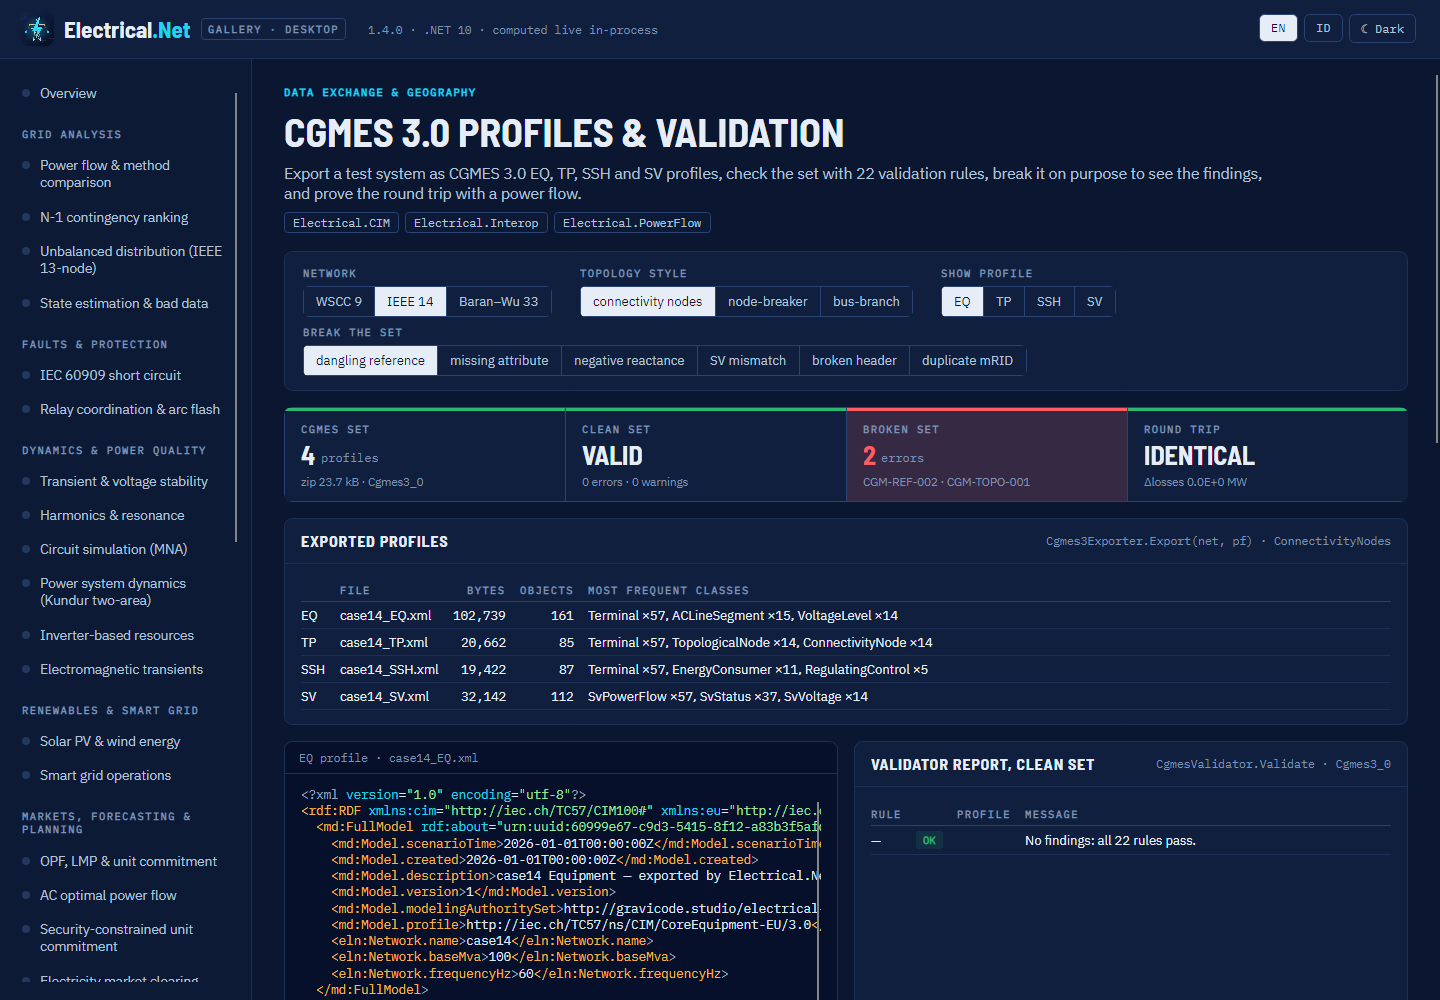 Electrical.Net
GALLERY · DESKTOP
1.4.0 · .NET 10 · computed live in-process
EN
ID
☾ Dark
Overview
GRID ANALYSIS
Power flow & method
comparison
N-1 contingency ranking
Unbalanced distribution (IEEE
13-node)
State estimation & bad data
FAULTS & PROTECTION
IEC 60909 short circuit
Relay coordination & arc flash
DYNAMICS & POWER QUALITY
Transient & voltage stability
Harmonics & resonance
Circuit simulation (MNA)
Power system dynamics
(Kundur two-area)
Inverter-based resources
Electromagnetic transients
RENEWABLES & SMART GRID
Solar PV & wind energy
Smart grid operations
MARKETS, FORECASTING &
PLANNING
OPF, LMP & unit commitment
AC optimal power flow
Security-constrained unit
commitment
Electricity market clearing
DATA EXCHANGE & GEOGRAPHY
CGMES 3.0 PROFILES & VALIDATION
Export a test system as CGMES 3.0 EQ, TP, SSH and SV profiles, check the set with 22 validation rules, break it on purpose to see the findings,
and prove the round trip with a power flow.
Electrical.CIM
Electrical.Interop
Electrical.PowerFlow
NETWORK
WSCC 9
IEEE 14
Baran–Wu 33
TOPOLOGY STYLE
connectivity nodes
node-breaker
bus-branch
SHOW PROFILE
EQ
TP
SSH
SV
BREAK THE SET
dangling reference
missing attribute
negative reactance
SV mismatch
broken header
duplicate mRID
CGMES SET
4 profiles
zip 23.7 kB · Cgmes3_0
CLEAN SET
VALID
0 errors · 0 warnings
BROKEN SET
2 errors
CGM-REF-002 · CGM-TOPO-001
ROUND TRIP
IDENTICAL
Δlosses 0.0E+0 MW
EXPORTED PROFILES
Cgmes3Exporter.Export(net, pf) · ConnectivityNodes
FILE BYTES OBJECTS MOST FREQUENT CLASSES
EQ case14_EQ.xml 102,739 161 Terminal ×57, ACLineSegment ×15, VoltageLevel ×14
TP case14_TP.xml 20,662 85 Terminal ×57, TopologicalNode ×14, ConnectivityNode ×14
SSH case14_SSH.xml 19,422 87 Terminal ×57, EnergyConsumer ×11, RegulatingControl ×5
SV case14_SV.xml 32,142 112 SvPowerFlow ×57, SvStatus ×37, SvVoltage ×14
EQ profile · case14_EQ.xml
<?xml version="1.0" encoding="utf-8"?>
<rdf:RDF xmlns:cim="http://iec.ch/TC57/CIM100#" xmlns:eu="http://iec.
<md:FullModel rdf:about="urn:uuid:60999e67-c9d3-5415-8f12-a83b3f5af
<md:Model.scenarioTime>2026-01-01T00:00:00Z</md:Model.scenarioTim
<md:Model.created>2026-01-01T00:00:00Z</md:Model.created>
<md:Model.description>case14 Equipment — exported by Electrical.N
<md:Model.version>1</md:Model.version>
<md:Model.modelingAuthoritySet>http://gravicode.studio/electrical
<md:Model.profile>http://iec.ch/TC57/ns/CIM/CoreEquipment-EU/3.0<
<eln:Network.name>case14</eln:Network.name>
<eln:Network.baseMva>100</eln:Network.baseMva>
<eln:Network.frequencyHz>60</eln:Network.frequencyHz>
</md:FullModel>
VALIDATOR REPORT, CLEAN SET
CgmesValidator.Validate · Cgmes3_0
RULE PROFILE MESSAGE
— OK No findings: all 22 rules pass.